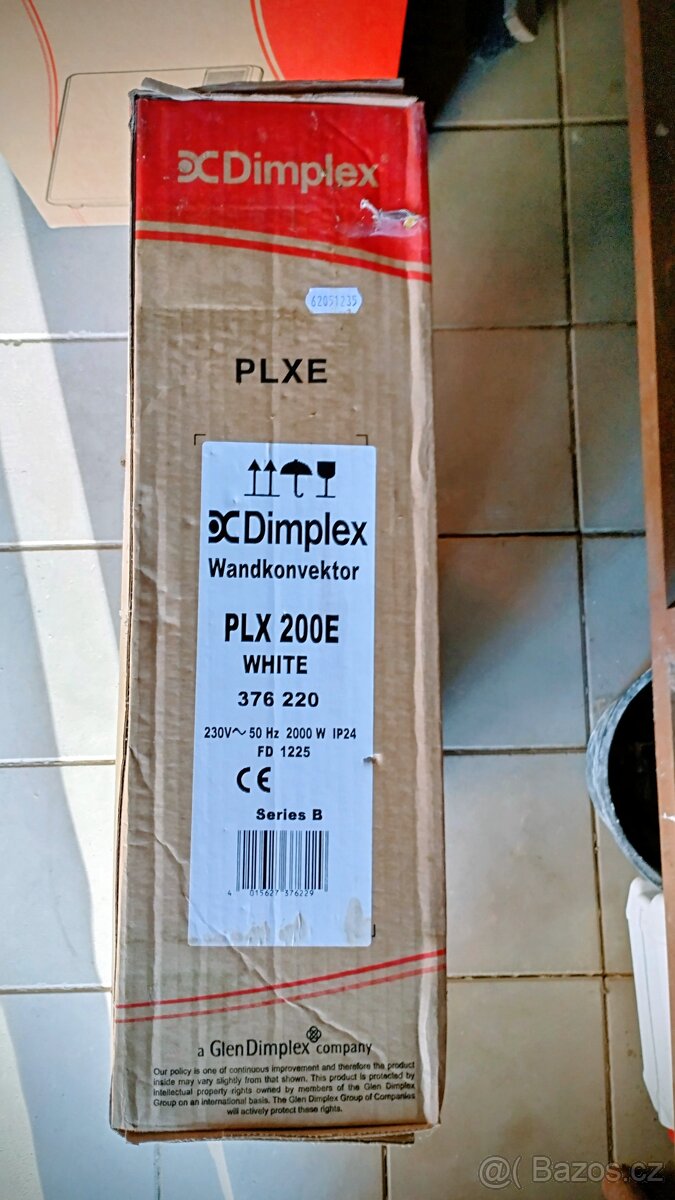 Dimplex
62051235
PLXE
Dimplex
Wandkonvektor
PLX 200E
WHITE
376 220
230V~ 50 Hz 2000 W IP24
FD 1225
CE
Series B
4 015627 376229
a GlenDimplex company
Our policy is one of continuous improvement and therefore the product
inside may vary slightly from that shown. This product is protected by
intellectual property rights owned by members of the Glen Dimplex
Group on an international basis. The Glen Dimplex Group of Companies
will actively protect these rights.
@( Bazos.cz